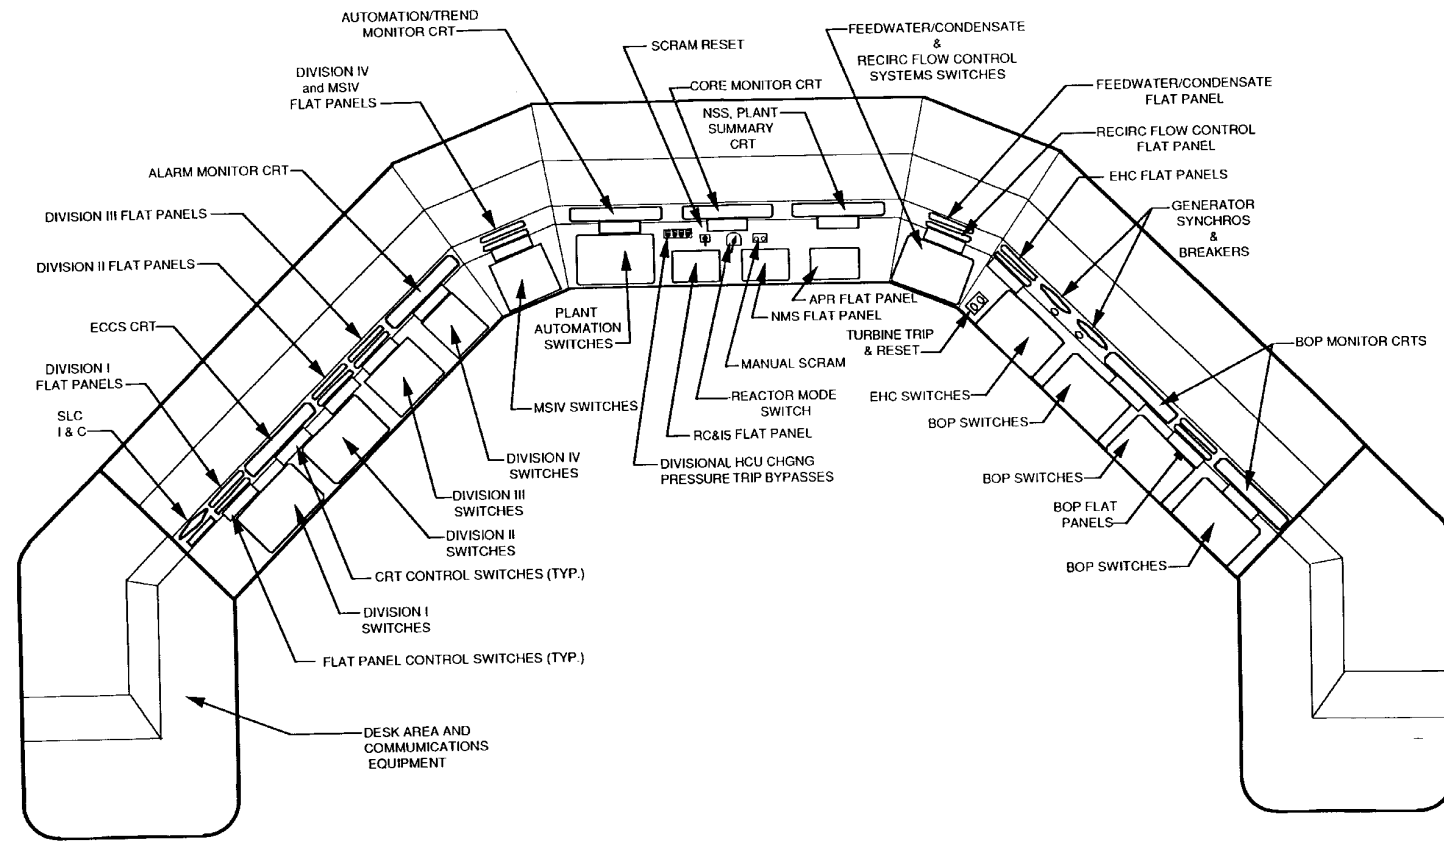 AUTOMATION/TREND
MONITOR CRT
SCRAM RESET
FEEDWATER/CONDENSATE
&
RECIRC FLOW CONTROL
SYSTEMS SWITCHES
DIVISION IV
and MSIV
FLAT PANELS
CORE MONITOR CRT
FEEDWATER/CONDENSATE
FLAT PANEL
NSS, PLANT
SUMMARY
CRT
RECIRC FLOW CONTROL
FLAT PANEL
ALARM MONITOR CRT
EHC FLAT PANELS
DIVISION III FLAT PANELS
GENERATOR
SYNCHROS
&
BREAKERS
DIVISION II FLAT PANELS
ECCS CRT
PLANT
AUTOMATION
SWITCHES
APR FLAT PANEL
NMS FLAT PANEL
TURBINE TRIP
& RESET
BOP MONITOR CRTS
DIVISION I
FLAT PANELS
MANUAL SCRAM
EHC SWITCHES
REACTOR MODE
SWITCH
MSIV SWITCHES
SLC
I & C
BOP SWITCHES
RC&IS FLAT PANEL
DIVISION IV
SWITCHES
DIVISIONAL HCU CHGNG
PRESSURE TRIP BYPASSES
BOP SWITCHES
DIVISION III
SWITCHES
BOP FLAT
PANELS
DIVISION II
SWITCHES
BOP SWITCHES
CRT CONTROL SWITCHES (TYP.)
DIVISION I
SWITCHES
FLAT PANEL CONTROL SWITCHES (TYP.)
DESK AREA AND
COMMUMICATIONS
EQUIPMENT